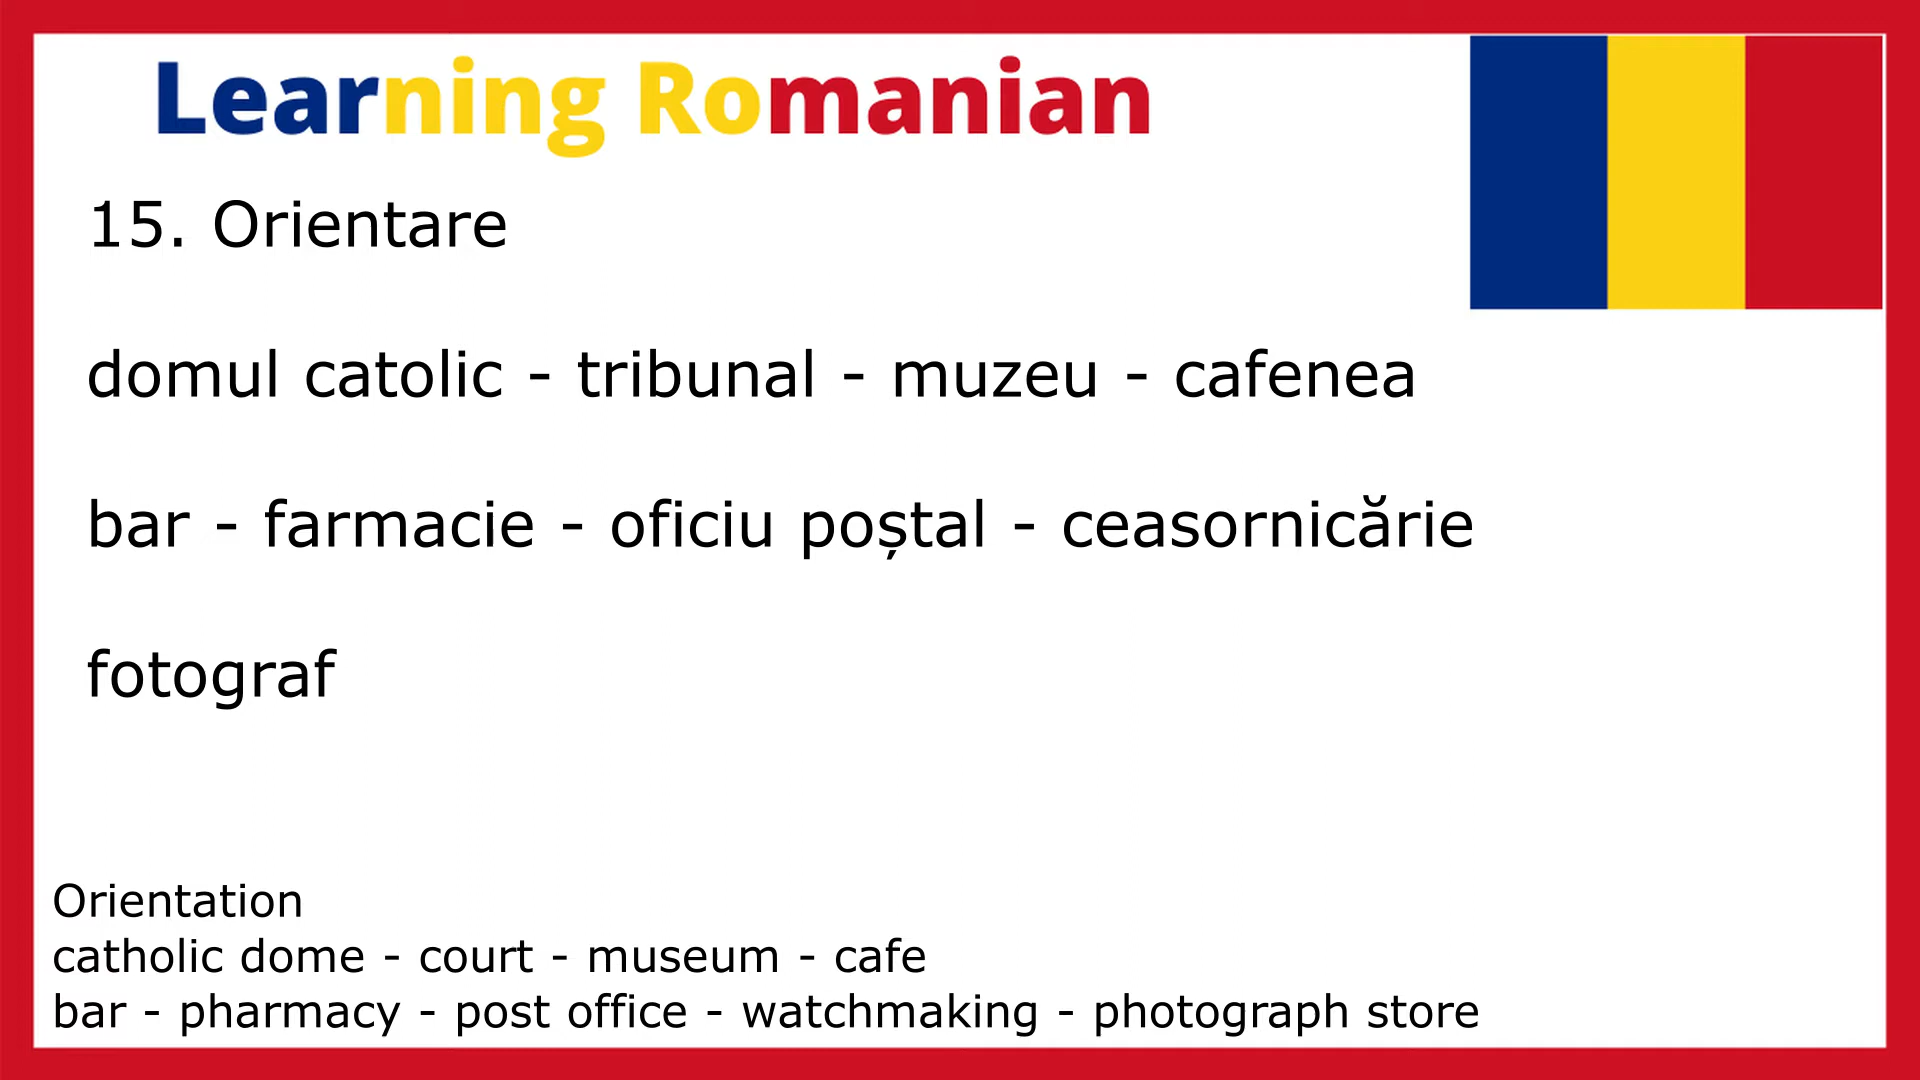 Learning Romanian
15. Orientare
domul catolic - tribunal - muzeu - cafenea
bar - farmacie - oficiu poștal - ceasornicărie
fotograf
Orientation
catholic dome - court - museum - cafe
bar - pharmacy - post office - watchmaking - photograph store